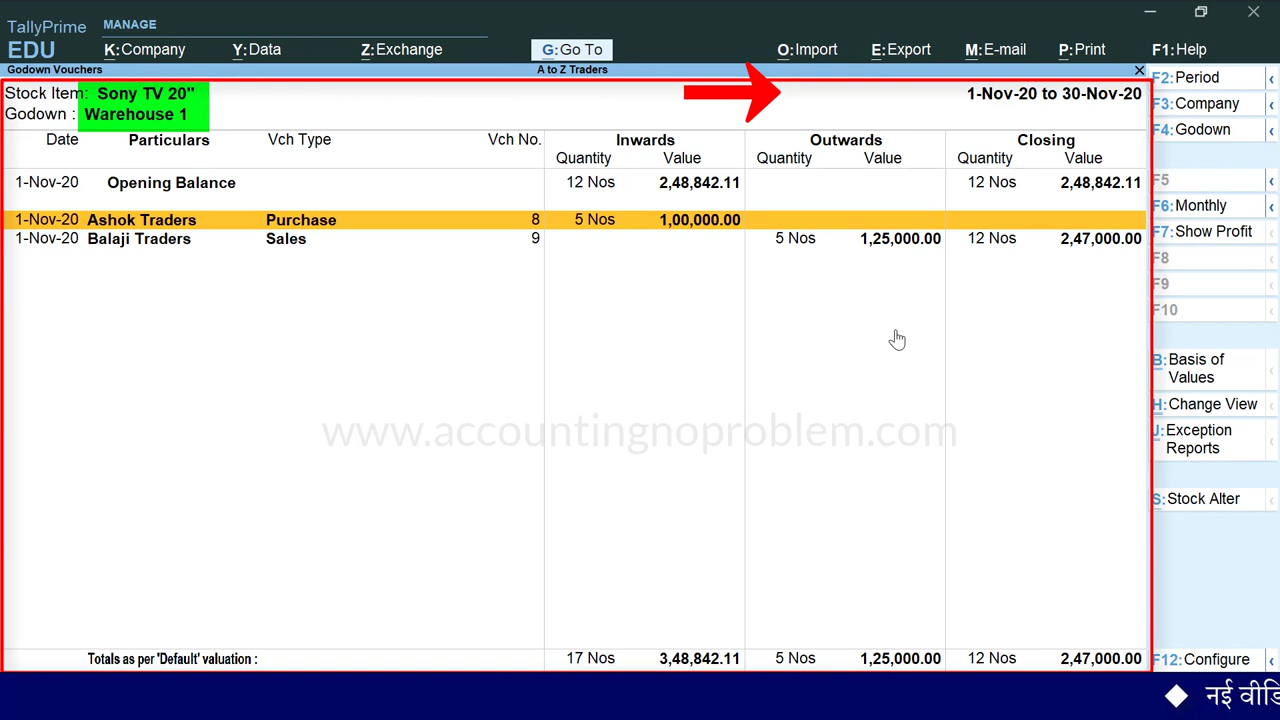 TallyPrime MANAGE
EDU K:Company Y:Data Z:Exchange G:Go To O:Import E:Export M:E-mail P:Print F1:Help
Godown Vouchers A to Z Traders
Stock Item: Sony TV 20" 1-Nov-20 to 30-Nov-20
Godown : Warehouse 1
Date Particulars Vch Type Vch No. Inwards Outwards Closing
Quantity Value Quantity Value Quantity Value
1-Nov-20 Opening Balance 12 Nos 2,48,842.11 12 Nos 2,48,842.11
1-Nov-20 Ashok Traders Purchase 8 5 Nos 1,00,000.00
1-Nov-20 Balaji Traders Sales 9 5 Nos 1,25,000.00 12 Nos 2,47,000.00
www.accountingnoproblem.com
Totals as per 'Default' valuation : 17 Nos 3,48,842.11 5 Nos 1,25,000.00 12 Nos 2,47,000.00
F2:Period
F3:Company
F4:Godown
F5
F6:Monthly
F7:Show Profit
F8
F9
F10
B:Basis of
Values
H:Change View
J:Exception
Reports
S:Stock Alter
F12:Configure
नई